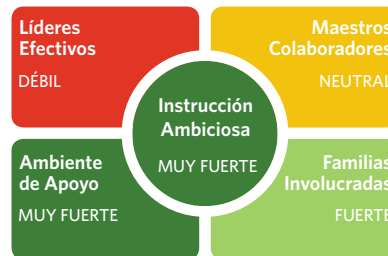 Líderes
Efectivos
DÉBIL
Maestros
Colaboradores
NEUTRAL
Instrucción
Ambiciosa
MUY FUERTE
Ambiente
de Apoyo
MUY FUERTE
Familias
Involucradas
FUERTE